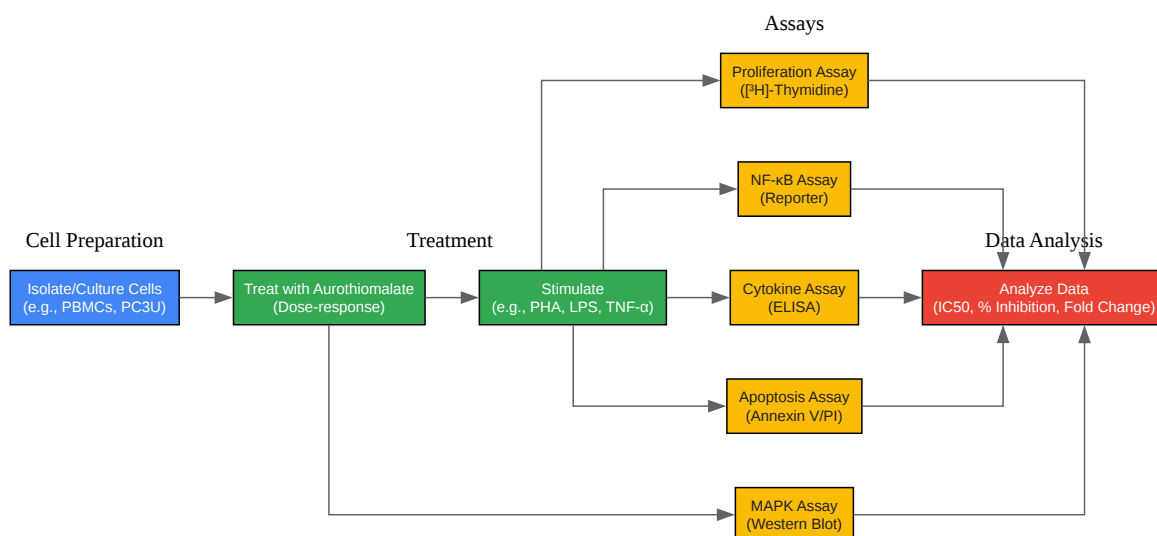 Assays
Proliferation Assay
([³H]-Thymidine)
NF-κB Assay
(Reporter)
Cell Preparation
Treatment
Data Analysis
Isolate/Culture Cells
(e.g., PBMCs, PC3U)
Treat with Aurothiomalate
(Dose-response)
Stimulate
(e.g., PHA, LPS, TNF-α)
Cytokine Assay
(ELISA)
Analyze Data
(IC50, % Inhibition, Fold Change)
Apoptosis Assay
(Annexin V/PI)
MAPK Assay
(Western Blot)